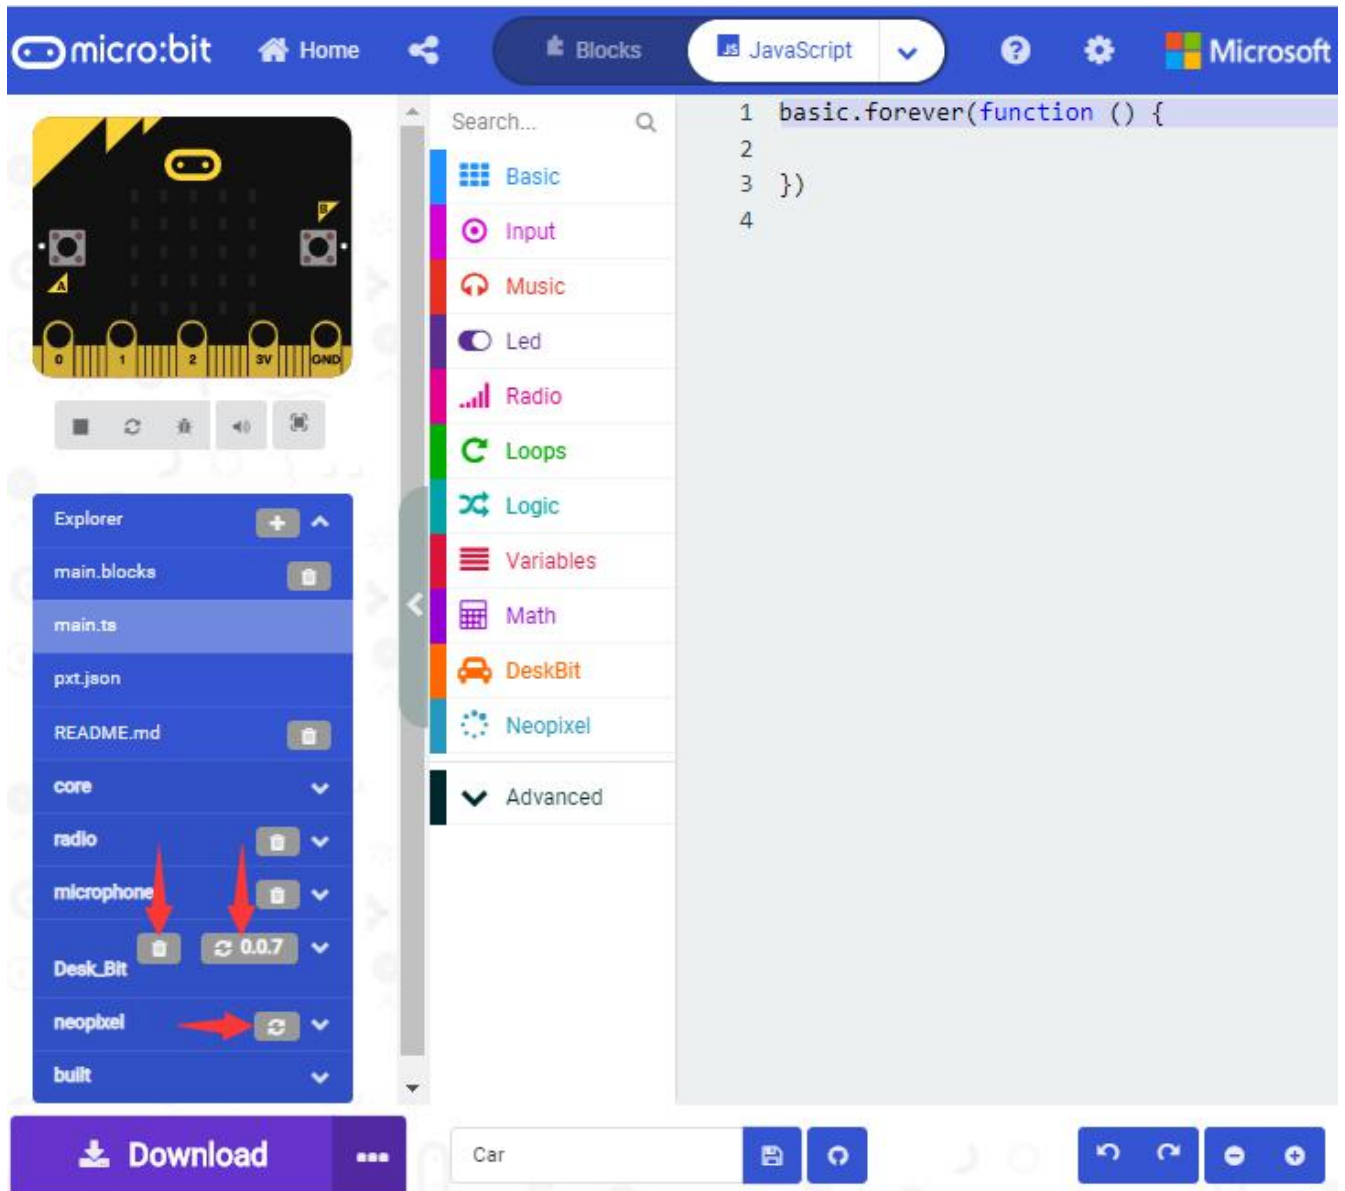 micro:bit Home Blocks JS JavaScript ? Microsoft
B
A
0 1 2 3V GND
Explorer
main.blocks
main.ts
pxt.json
README.md
core
radio
microphone
0.0.7
Desk_Bit
neopixel
built
Search...
Basic
Input
Music
Led
Radio
Loops
Logic
Variables
Math
DeskBit
Neopixel
Advanced
1 basic.forever(function () {
2
3 })
4
Download
Car